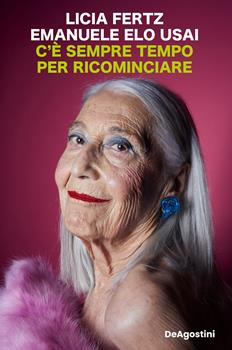 LICIA FERTZ
EMANUELE ELO USAI
C'È SEMPRE TEMPO
PER RICOMINCIARE
DeAgostini